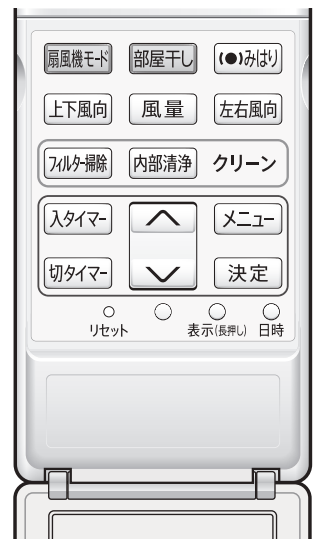 扇風機モード 部屋干し (●)みはり
上下風向 風量 左右風向
フィルター掃除 内部清浄 クリーン
入タイマー メニュー
切タイマー 決定
リセット 表示(長押し) 日時